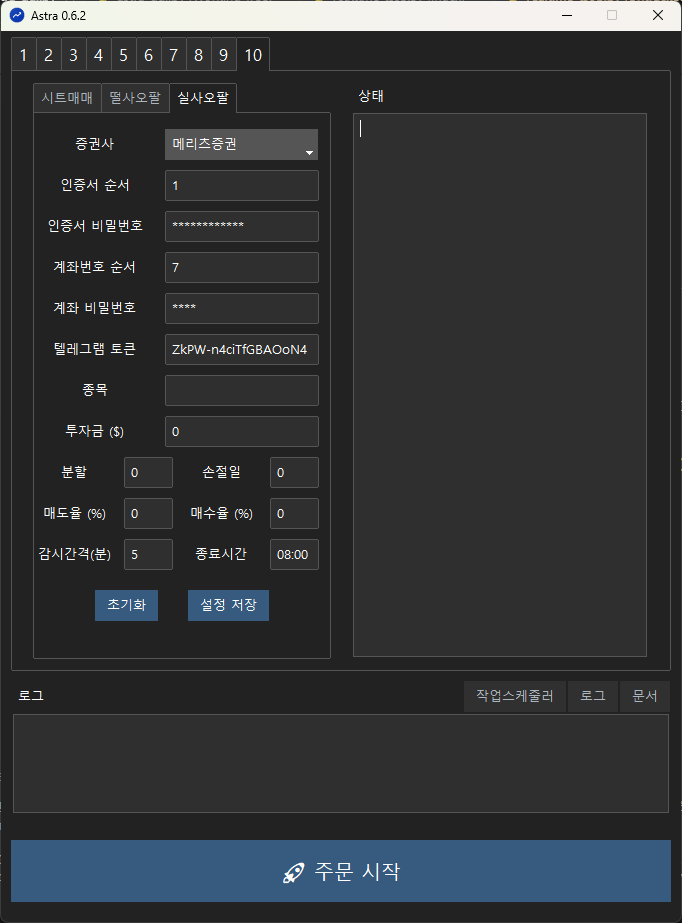 Astra 0.6.2
1 2 3 4 5 6 7 8 9 10
시트매매 떨사오팔 실사오팔
상태
증권사 메리츠증권
인증서 순서 1
인증서 비밀번호 ************
계좌번호 순서 7
계좌 비밀번호 ****
텔레그램 토큰 ZkPW-n4ciTfGBAOoN4
종목
투자금 ($) 0
분할 0 손절일 0
매도율 (%) 0 매수율 (%) 0
감시간격(분) 5 종료시간 08:00
초기화 설정 저장
로그 작업스케줄러 로그 문서
주문 시작